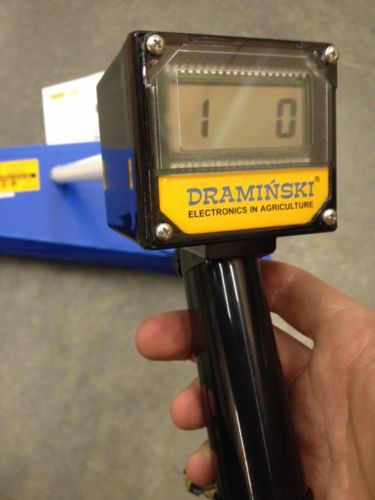 1 0
DRAMIŃSKI®
ELECTRONICS IN AGRICULTURE